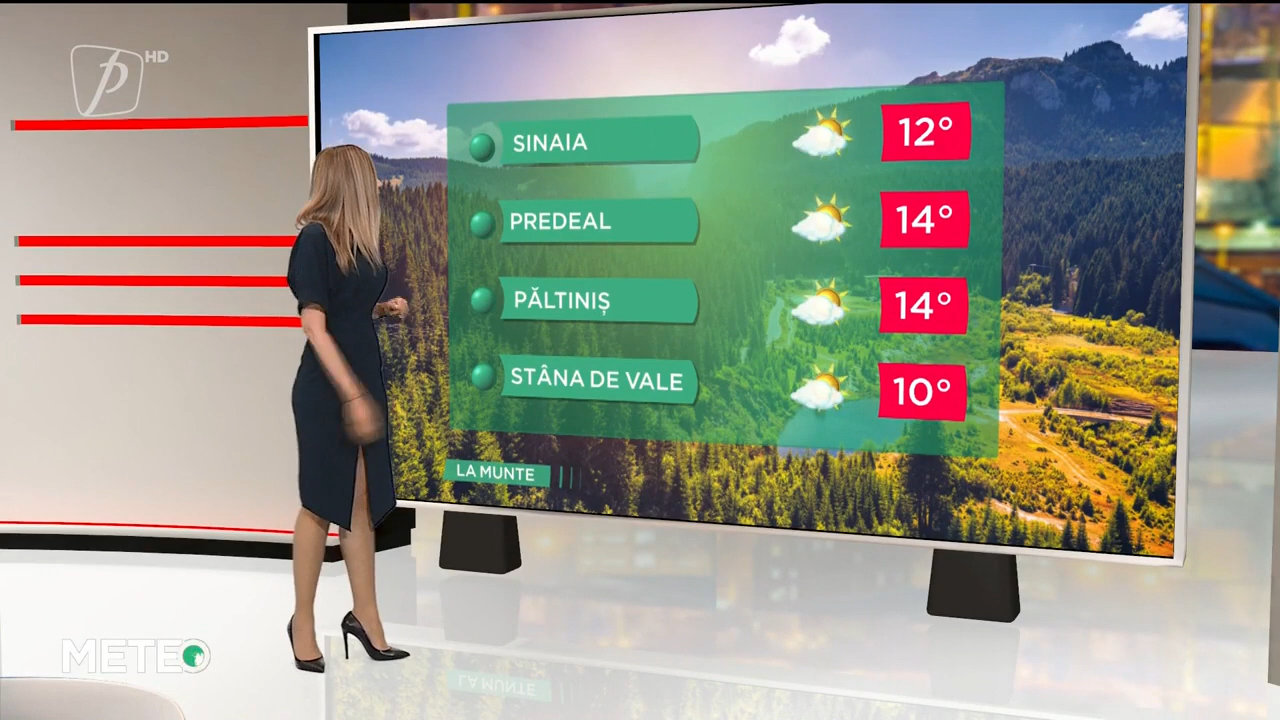 p HD
SINAIA 12°
PREDEAL 14°
PĂLTINIȘ 14°
STÂNA DE VALE 10°
LA MUNTE
METEO